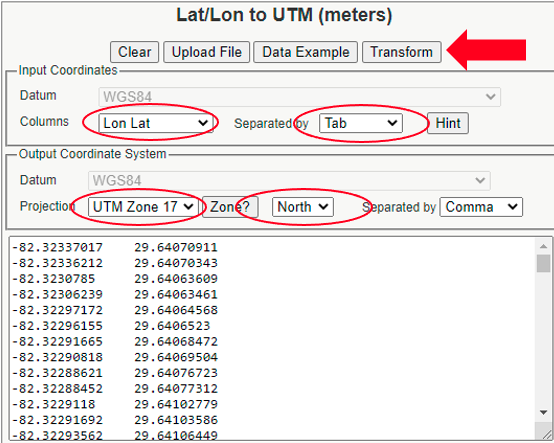 Lat/Lon to UTM (meters)
Clear Upload File Data Example Transform
Input Coordinates
Datum WGS84
Columns Lon Lat Separated by Tab Hint
Output Coordinate System
Datum WGS84
Projection UTM Zone 17 Zone? North Separated by Comma
-82.32337017 29.64070911
-82.32336212 29.64070343
-82.3230785 29.64063609
-82.32306239 29.64063461
-82.32297172 29.64064568
-82.32296155 29.6406523
-82.32291665 29.64068472
-82.32290818 29.64069504
-82.32288621 29.64076723
-82.32288452 29.64077312
-82.3229118 29.64102779
-82.32291692 29.64103586
-82.32293562 29.64106449